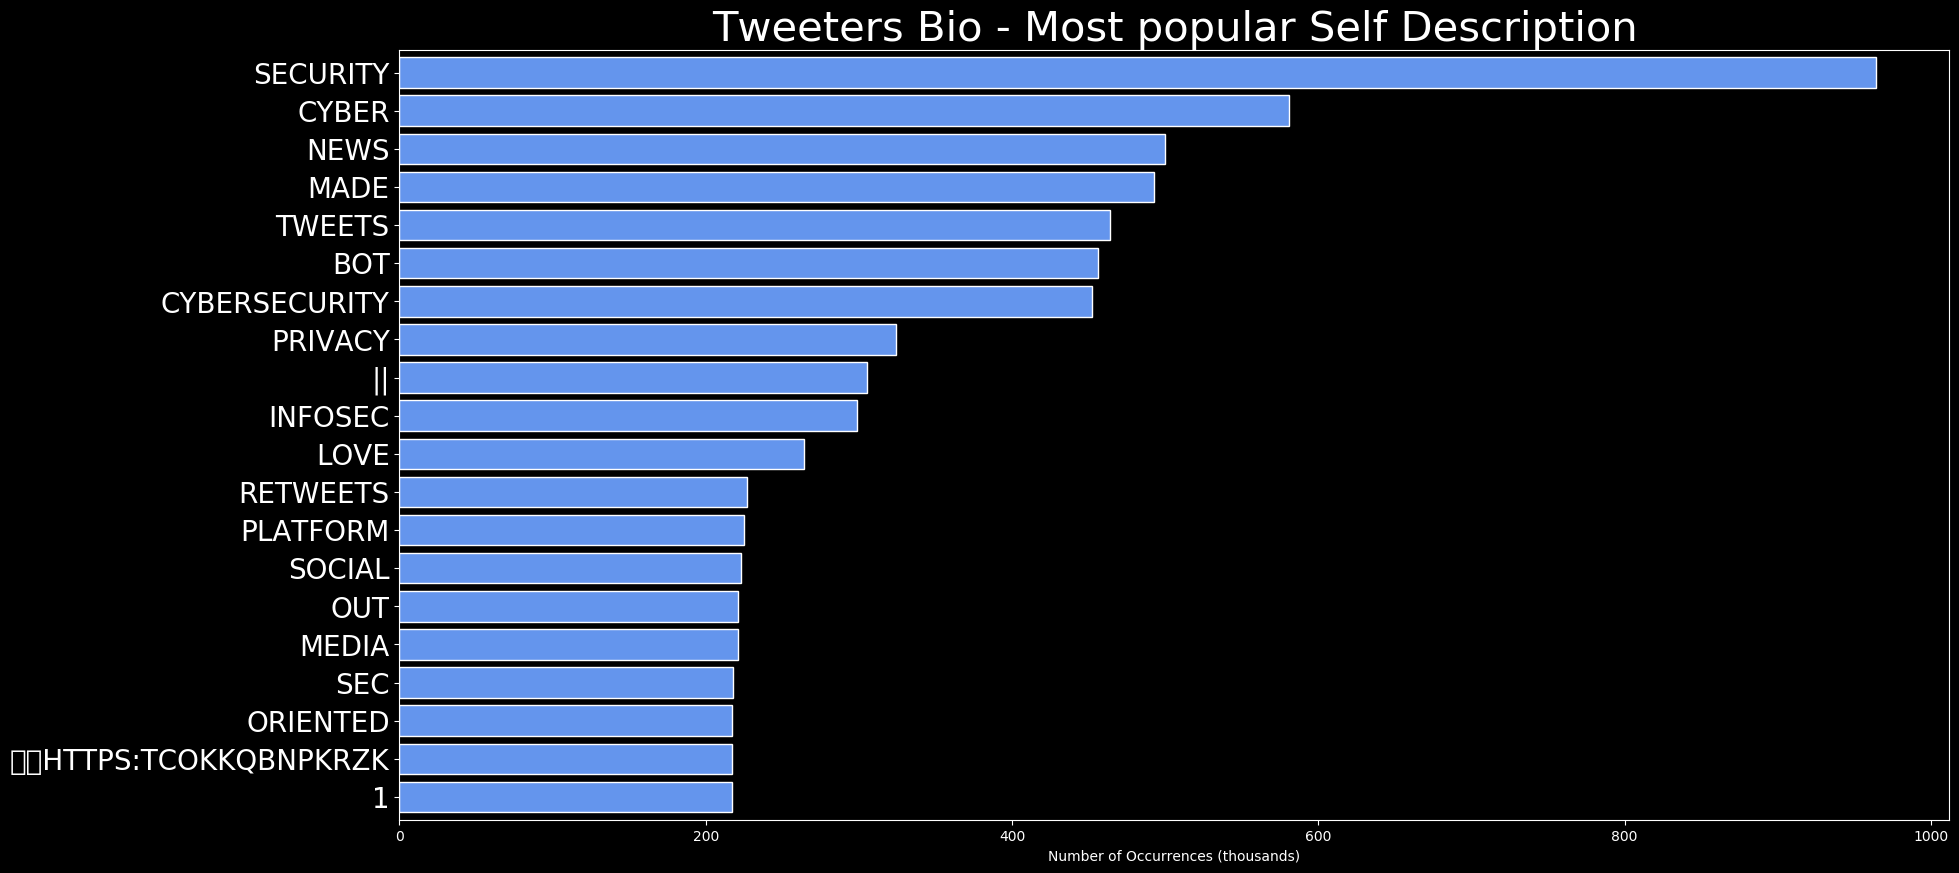 Tweeters Bio - Most popular Self Description
SECURITY
CYBER
NEWS
MADE
TWEETS
BOT
CYBERSECURITY
PRIVACY
||
INFOSEC
LOVE
RETWEETS
PLATFORM
SOCIAL
OUT
MEDIA
SEC
ORIENTED
HTTPS:TCOKKQBNPKRZK
1
0 200 400 600 800 1000
Number of Occurrences (thousands)